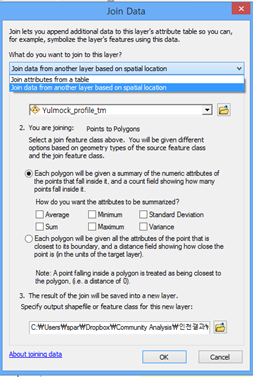 Join Data
Join lets you append additional data to this layer's attribute table so you can,
for example, symbolize the layer's features using this data.
What do you want to join to this layer?
Join data from another layer based on spatial location
Join attributes from a table
Join data from another layer based on spatial location
Yulmock_profile_tm
2. You are joining: Points to Polygons
Select a join feature class above. You will be given different
options based on geometry types of the source feature class
and the join feature class.
Each polygon will be given a summary of the numeric attributes of
the points that fall inside it, and a count field showing how many
points fall inside it.
How do you want the attributes to be summarized?
Average Minimum Standard Deviation
Sum Maximum Variance
Each polygon will be given all the attributes of the point that is
closest to its boundary, and a distance field showing how close the
point is (in the units of the target layer).
Note: A point falling inside a polygon is treated as being closest to
the polygon, (i.e. a distance of 0).
3. The result of the join will be saved into a new layer.
Specify output shapefile or feature class for this new layer:
C:₩Users₩spar₩Dropbox₩Community Analysis₩인천결과₩
About joining data
OK
Cancel